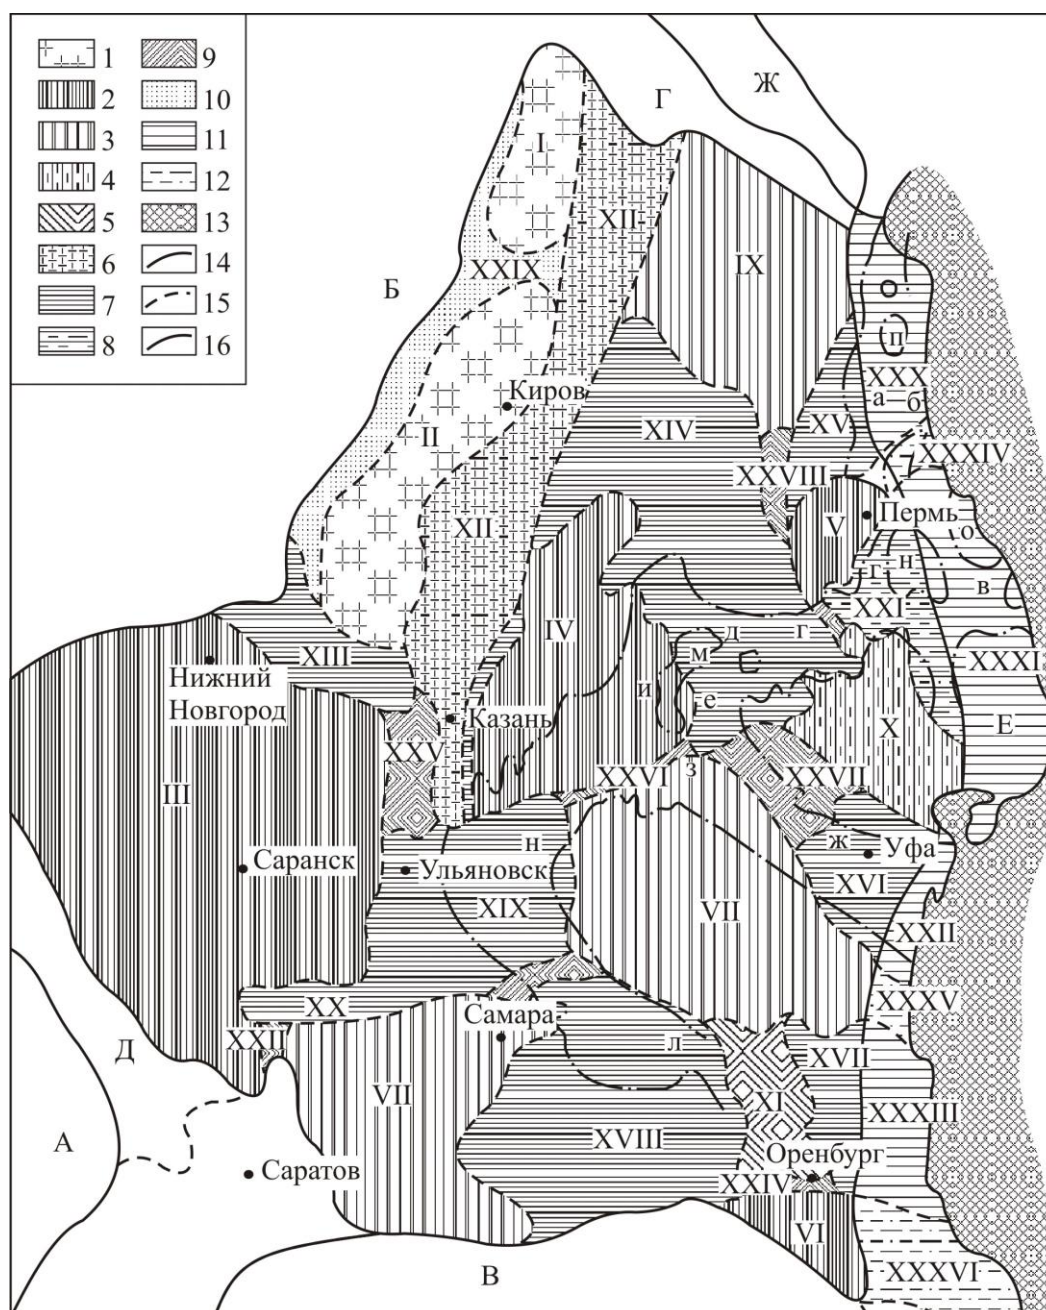 1 9
2 10
3 11
4 12
5 13
6 14
7 15
8 16
Г
Ж
I
XII
IX
Б
XXIX
п
XXX
а б
Киров
II
XIV
XV
XXXIV
XXVIII
Пермь
V
XII
о
н
г
в
XXI
IV
д г
м
XIII
XXXI
и
е
Нижний
Новгород
Казань
X
Е
XXV
III
з
XXVI
XXVII
н
ж
Саранск
Ульяновск
Уфа
XVI
XIX
VII
XXII
XX
XXXV
Самара
XXII
л
XVII
Д
VII
XI
XXXIII
А
XVIII
Саратов
Оренбург
XXIV
VI
В
XXXVI